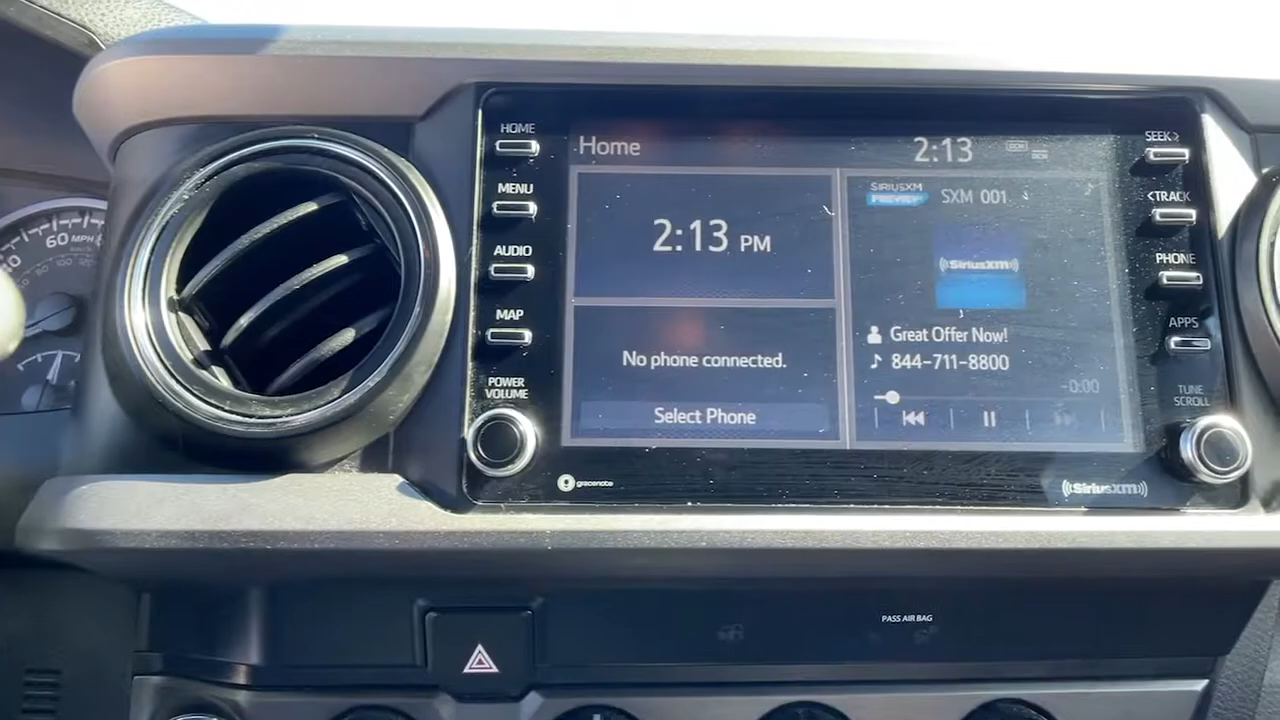 HOME
MENU
AUDIO
MAP
POWER
VOLUME
Home
2:13
DCM
2:13 PM
No phone connected.
Select Phone
SIRIUSXM
PREVIEW
SXM 001
((SiriusXM))
Great Offer Now!
844-711-8800
-0:00
SEEK>
<TRACK
PHONE
APPS
TUNE
SCROLL
gracenote
((SiriusXM))
60 MPH
PASS AIR BAG